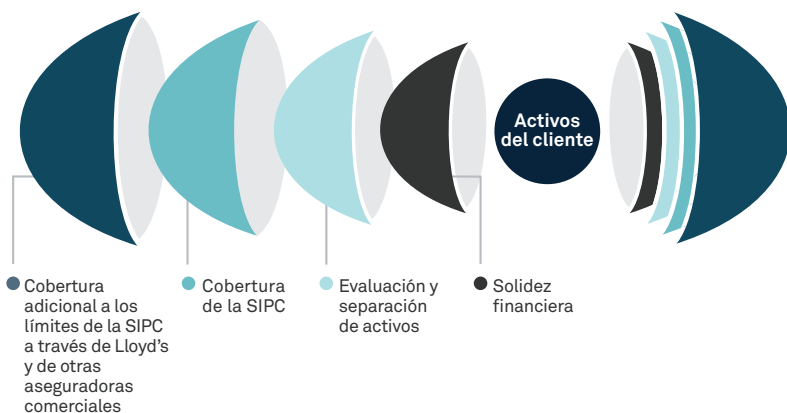 Activos
del cliente
Cobertura
adicional a los
límites de la SIPC
a través de Lloyd's
y de otras
aseguradoras
comerciales
Cobertura
de la SIPC
Evaluación y
separación
de activos
Solidez
financiera